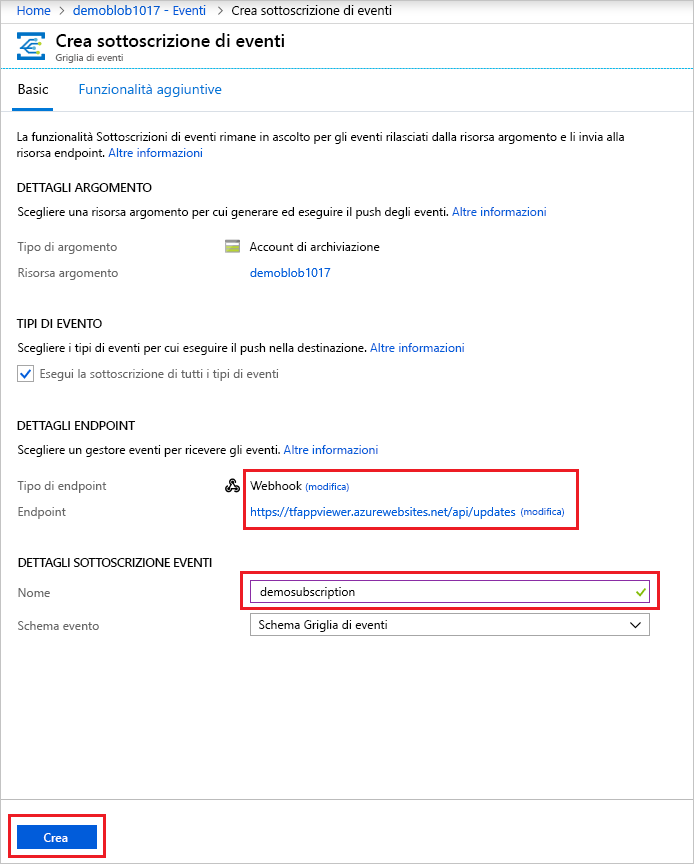 Home > demoblob1017 - Eventi > Crea sottoscrizione di eventi
Crea sottoscrizione di eventi
Griglia di eventi
Basic Funzionalità aggiuntive
La funzionalità Sottoscrizioni di eventi rimane in ascolto per gli eventi rilasciati dalla risorsa argomento e li invia alla
risorsa endpoint. Altre informazioni
DETTAGLI ARGOMENTO
Scegliere una risorsa argomento per cui generare ed eseguire il push degli eventi. Altre informazioni
Tipo di argomento Account di archiviazione
Risorsa argomento demoblob1017
TIPI DI EVENTO
Scegliere i tipi di eventi per cui eseguire il push nella destinazione. Altre informazioni
Esegui la sottoscrizione di tutti i tipi di eventi
DETTAGLI ENDPOINT
Scegliere un gestore eventi per ricevere gli eventi. Altre informazioni
Tipo di endpoint Webhook (modifica)
Endpoint https://tfappviewer.azurewebsites.net/api/updates (modifica)
DETTAGLI SOTTOSCRIZIONE EVENTI
Nome demosubscription
Schema evento Schema Griglia di eventi
Crea